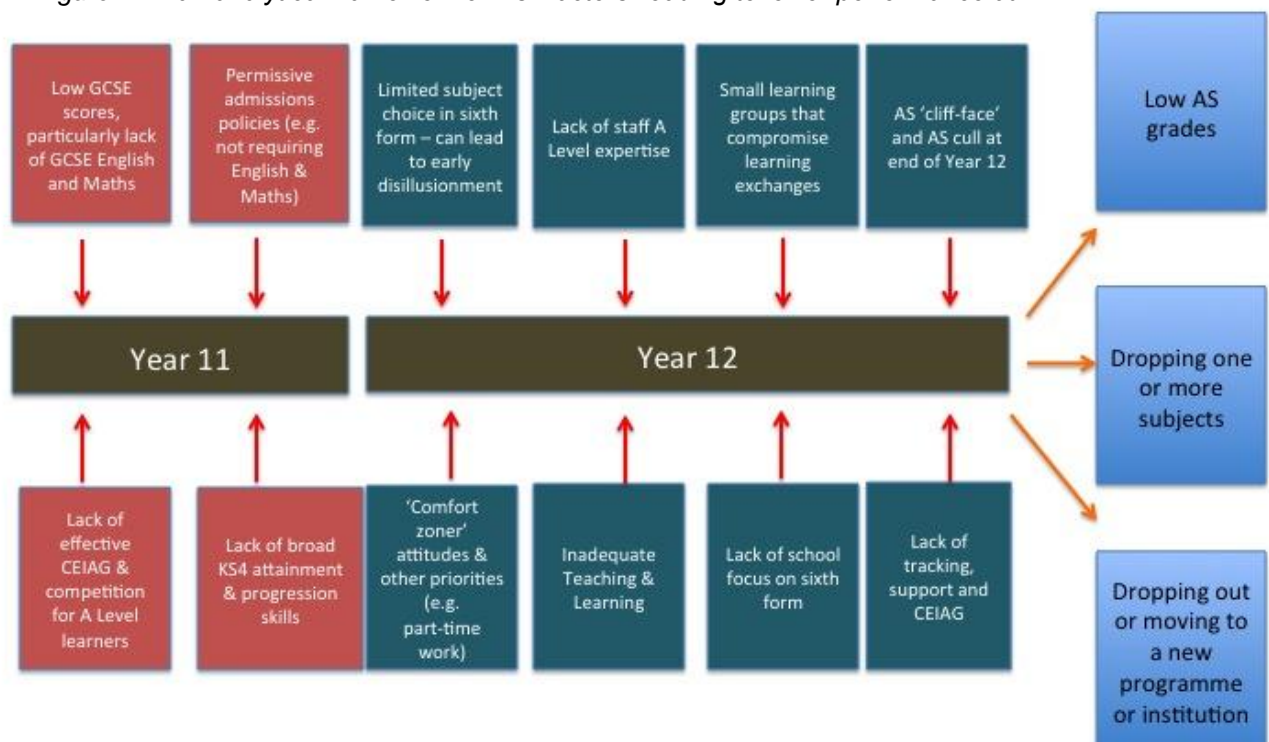 Low GCSE
scores,
particularly lack
of GCSE English
and Maths
Permissive
admissions
policies (e.g.
not requiring
English &
Maths)
Limited subject
choice in sixth
form – can lead
to early
disillusionment
Lack of staff A
Level expertise
Small learning
groups that
compromise
learning
exchanges
AS ‘cliff-face’
and AS cull at
end of Year 12
Low AS
grades
Year 11
Year 12
Dropping one
or more
subjects
Lack of
effective
CEIAG &
competition
for A Level
learners
Lack of broad
KS4 attainment
& progression
skills
‘Comfort
zoner’
attitudes &
other priorities
(e.g.
part-time
work)
Inadequate
Teaching &
Learning
Lack of school
focus on sixth
form
Lack of
tracking,
support and
CEIAG
Dropping out
or moving to
a new
programme
or institution